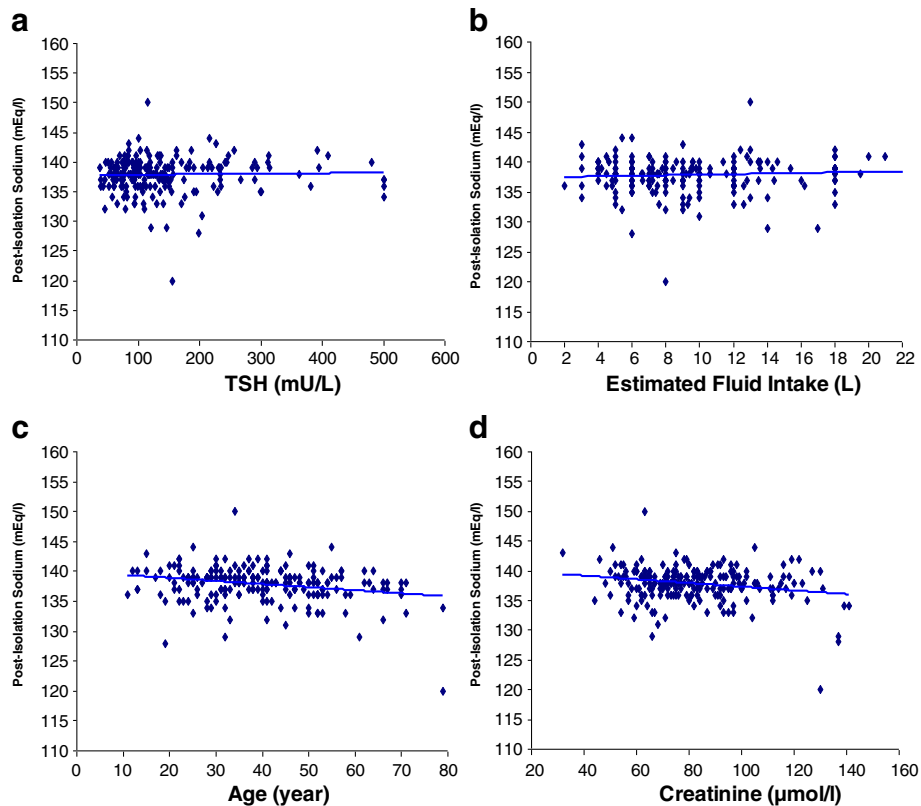 a
160
155
150
145
140
135
130
125
120
115
110
0 100 200 300 400 500 600
Post-Isolation Sodium (mEq/l)
TSH (mU/L)
b
160
155
150
145
140
135
130
125
120
115
110
0 2 4 6 8 10 12 14 16 18 20 22
Post-Isolation Sodium (mEq/l)
Estimated Fluid Intake (L)
c
160
155
150
145
140
135
130
125
120
115
110
0 10 20 30 40 50 60 70 80
Post-Isolation Sodium (mEq/l)
Age (year)
d
160
155
150
145
140
135
130
125
120
115
110
20 40 60 80 100 120 140 160
Post-Isolation Sodium (mEq/l)
Creatinine (μmol/l)